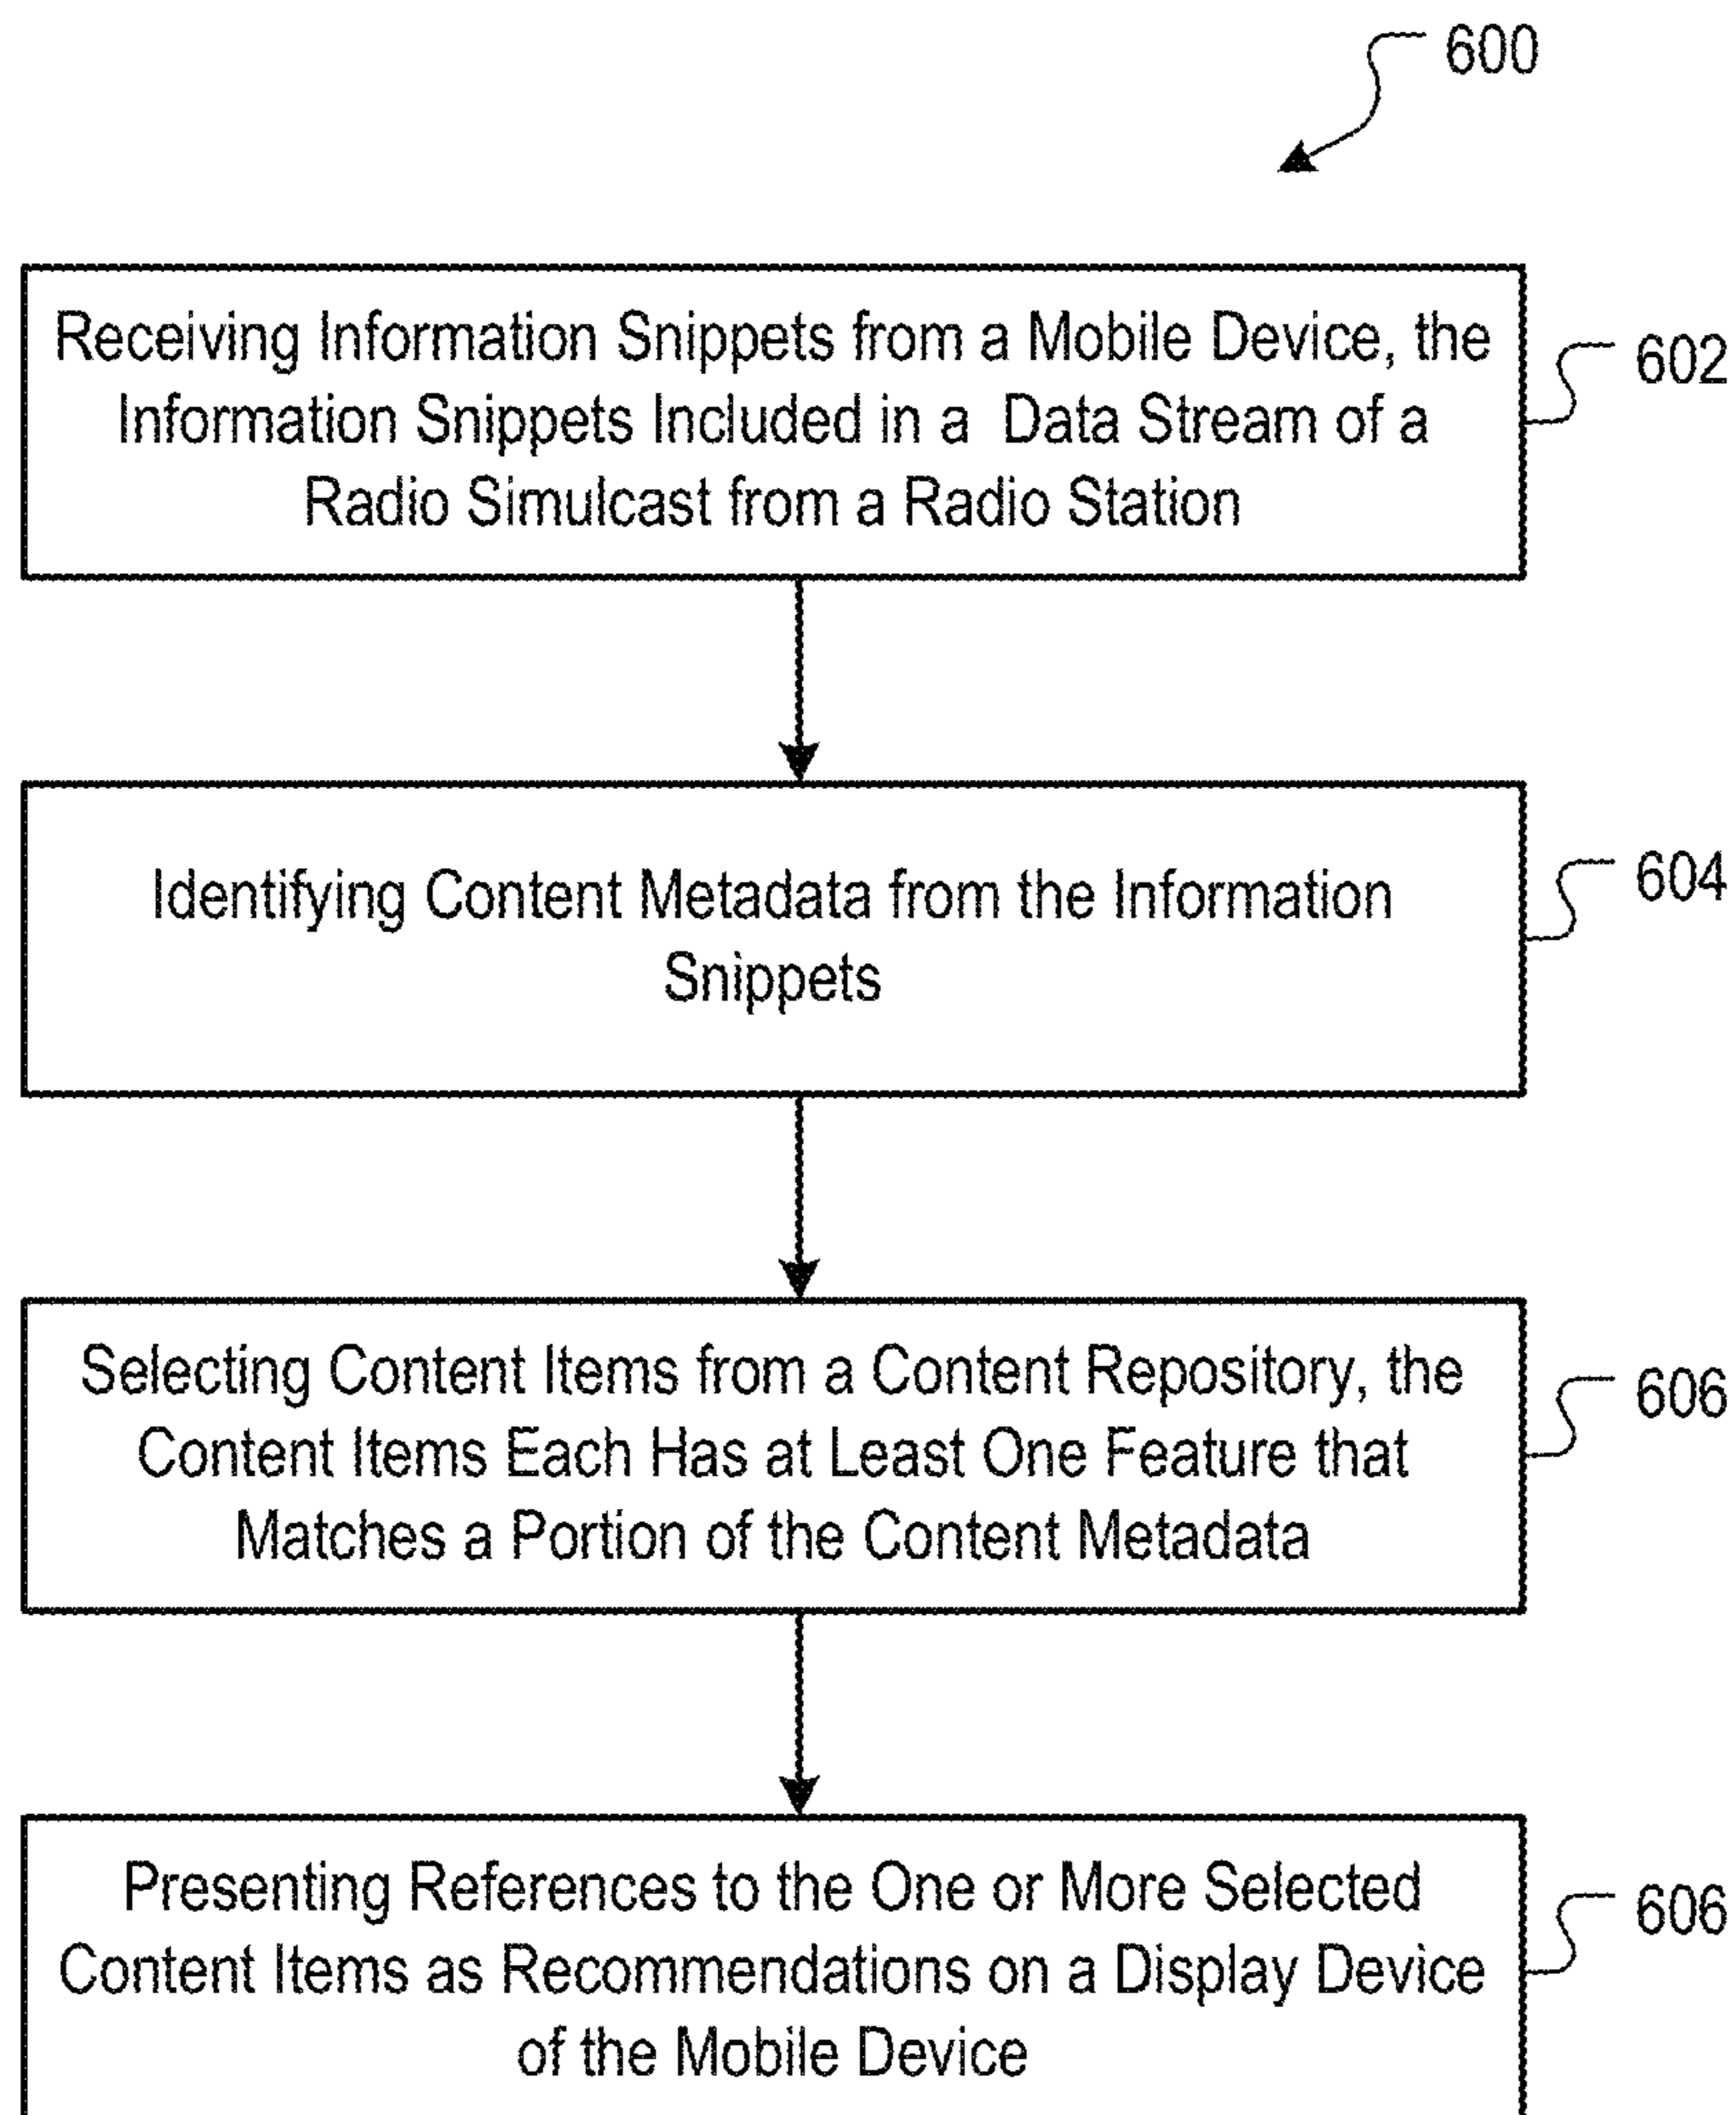 600
Receiving Information Snippets from a Mobile Device, the
Information Snippets Included in a Data Stream of a
Radio Simulcast from a Radio Station
602
Identifying Content Metadata from the Information
Snippets
604
Selecting Content Items from a Content Repository, the
Content Items Each Has at Least One Feature that
Matches a Portion of the Content Metadata
606
Presenting References to the One or More Selected
Content Items as Recommendations on a Display Device
of the Mobile Device
606